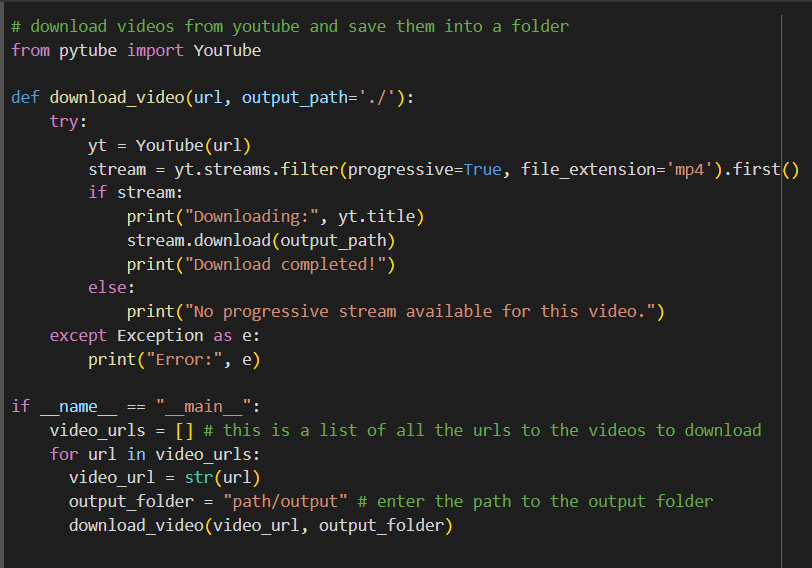 # download videos from youtube and save them into a folder
from pytube import YouTube

def download_video(url, output_path='./'):
    try:
        yt = YouTube(url)
        stream = yt.streams.filter(progressive=True, file_extension='mp4').first()
        if stream:
            print("Downloading:", yt.title)
            stream.download(output_path)
            print("Download completed!")
        else:
            print("No progressive stream available for this video.")
    except Exception as e:
        print("Error:", e)

if __name__ == "__main__":
    video_urls = [] # this is a list of all the urls to the videos to download
    for url in video_urls:
      video_url = str(url)
      output_folder = "path/output" # enter the path to the output folder
      download_video(video_url, output_folder)